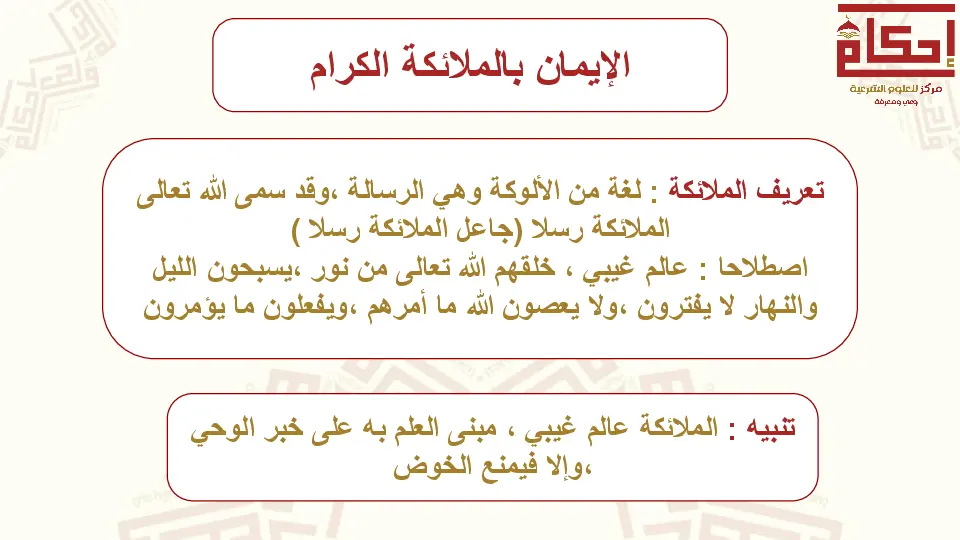 إحكام
مركز للعلوم الشرعية
وعي ومعرفة
الإيمان بالملائكة الكرام
تعريف الملائكة : لغة من الألوكة وهي الرسالة ،وقد سمى الله تعالى
الملائكة رسلا (جاعل الملائكة رسلا )
اصطلاحا : عالم غيبي ، خلقهم الله تعالى من نور ،يسبحون الليل
والنهار لا يفترون ،ولا يعصون الله ما أمرهم ،ويفعلون ما يؤمرون
تنبيه : الملائكة عالم غيبي ، مبنى العلم به على خبر الوحي
،وإلا فيمنع الخوض